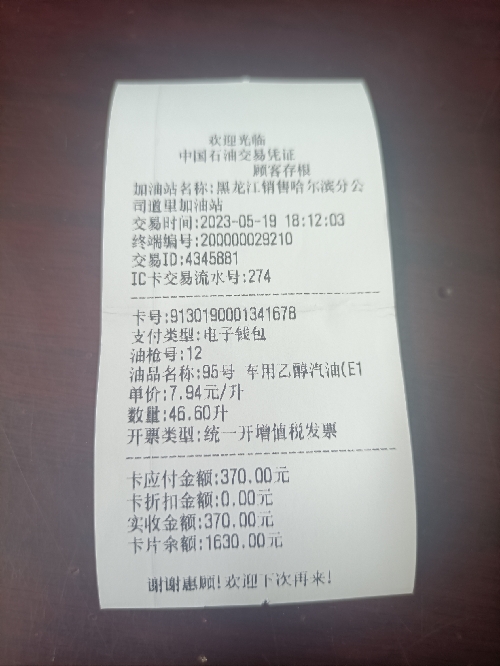 欢迎光临
中国石油交易凭证
顾客存根
加油站名称:黑龙江销售哈尔滨分公
司道里加油站
交易时间:2023-05-19 18:12:03
终端编号:200000029210
交易ID:4345881
IC卡交易流水号:274
卡号:9130190001341678
支付类型:电子钱包
油枪号:12
油品名称:95号 车用乙醇汽油(E1
单价:7.94元/升
数量:46.60升
开票类型:统一开增值税发票
卡应付金额:370.00元
卡折扣金额:0.00元
实收金额:370.00元
卡片余额:1630.00元
谢谢惠顾!欢迎下次再来!